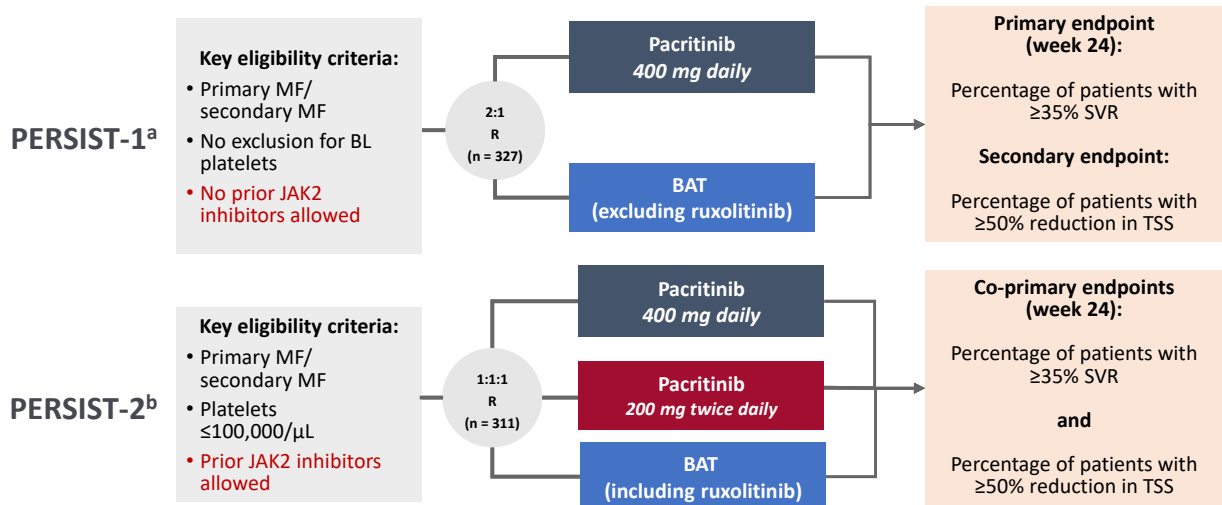 PERSIST-1ᵃ
Key eligibility criteria:
• Primary MF/
secondary MF
• No exclusion for BL
platelets
• No prior JAK2
inhibitors allowed
2:1
R
(n = 327)
Pacritinib
400 mg daily
BAT
(excluding ruxolitinib)
Primary endpoint
(week 24):
Percentage of patients with
≥35% SVR
Secondary endpoint:
Percentage of patients with
≥50% reduction in TSS
PERSIST-2ᵇ
Key eligibility criteria:
• Primary MF/
secondary MF
• Platelets
≤100,000/μL
• Prior JAK2 inhibitors
allowed
1:1:1
R
(n = 311)
Pacritinib
400 mg daily
Pacritinib
200 mg twice daily
BAT
(including ruxolitinib)
Co-primary endpoints
(week 24):
Percentage of patients with
≥35% SVR
and
Percentage of patients with
≥50% reduction in TSS